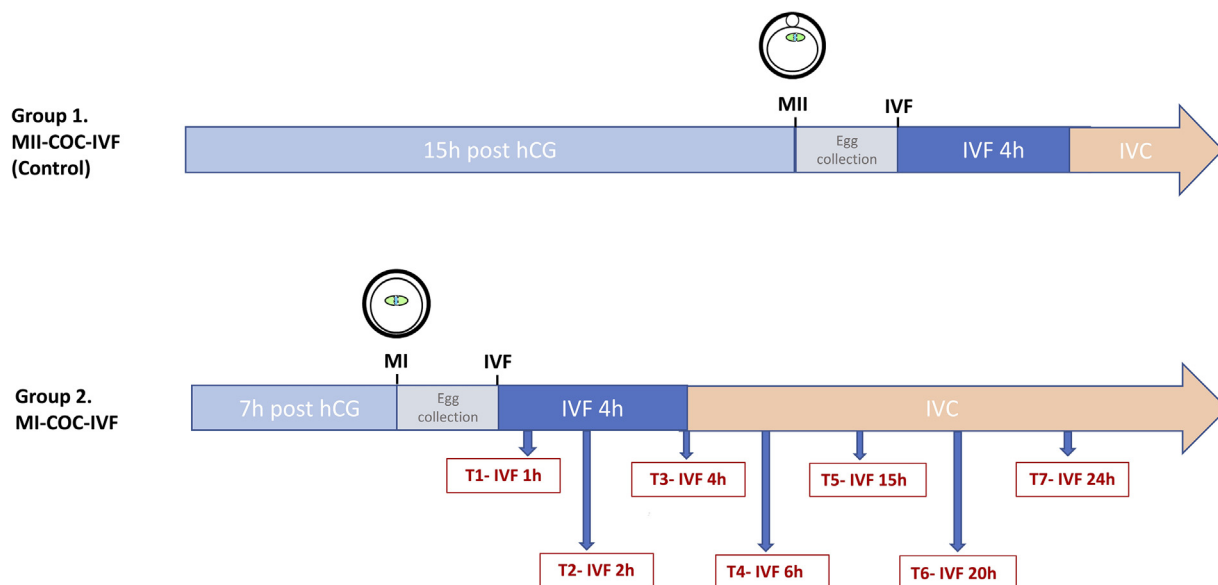 MII
IVF
Group 1.
MII-COC-IVF
(Control)
15h post hCG
Egg
collection
IVF 4h
IVC
MI
IVF
Group 2.
MI-COC-IVF
7h post hCG
Egg
collection
IVF 4h
IVC
T1- IVF 1h
T3- IVF 4h
T5- IVF 15h
T7- IVF 24h
T2- IVF 2h
T4- IVF 6h
T6- IVF 20h